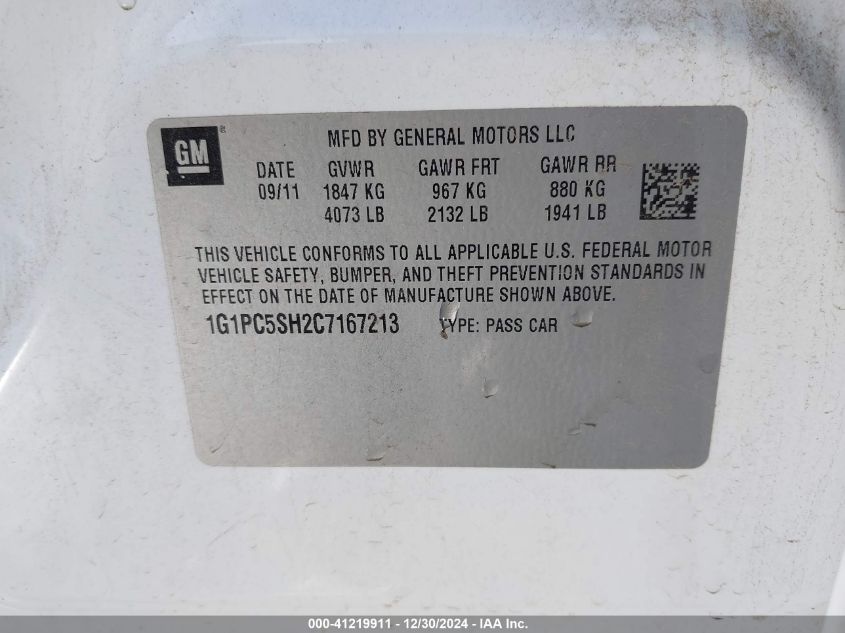 GM®
MFD BY GENERAL MOTORS LLC
DATE GVWR GAWR FRT GAWR RR
09/11 1847 KG 967 KG 880 KG
4073 LB 2132 LB 1941 LB
THIS VEHICLE CONFORMS TO ALL APPLICABLE U.S. FEDERAL MOTOR
VEHICLE SAFETY, BUMPER, AND THEFT PREVENTION STANDARDS IN
EFFECT ON THE DATE OF MANUFACTURE SHOWN ABOVE.
1G1PC5SH2C7167213 TYPE: PASS CAR
000-41219911 - 12/30/2024 - IAA Inc.